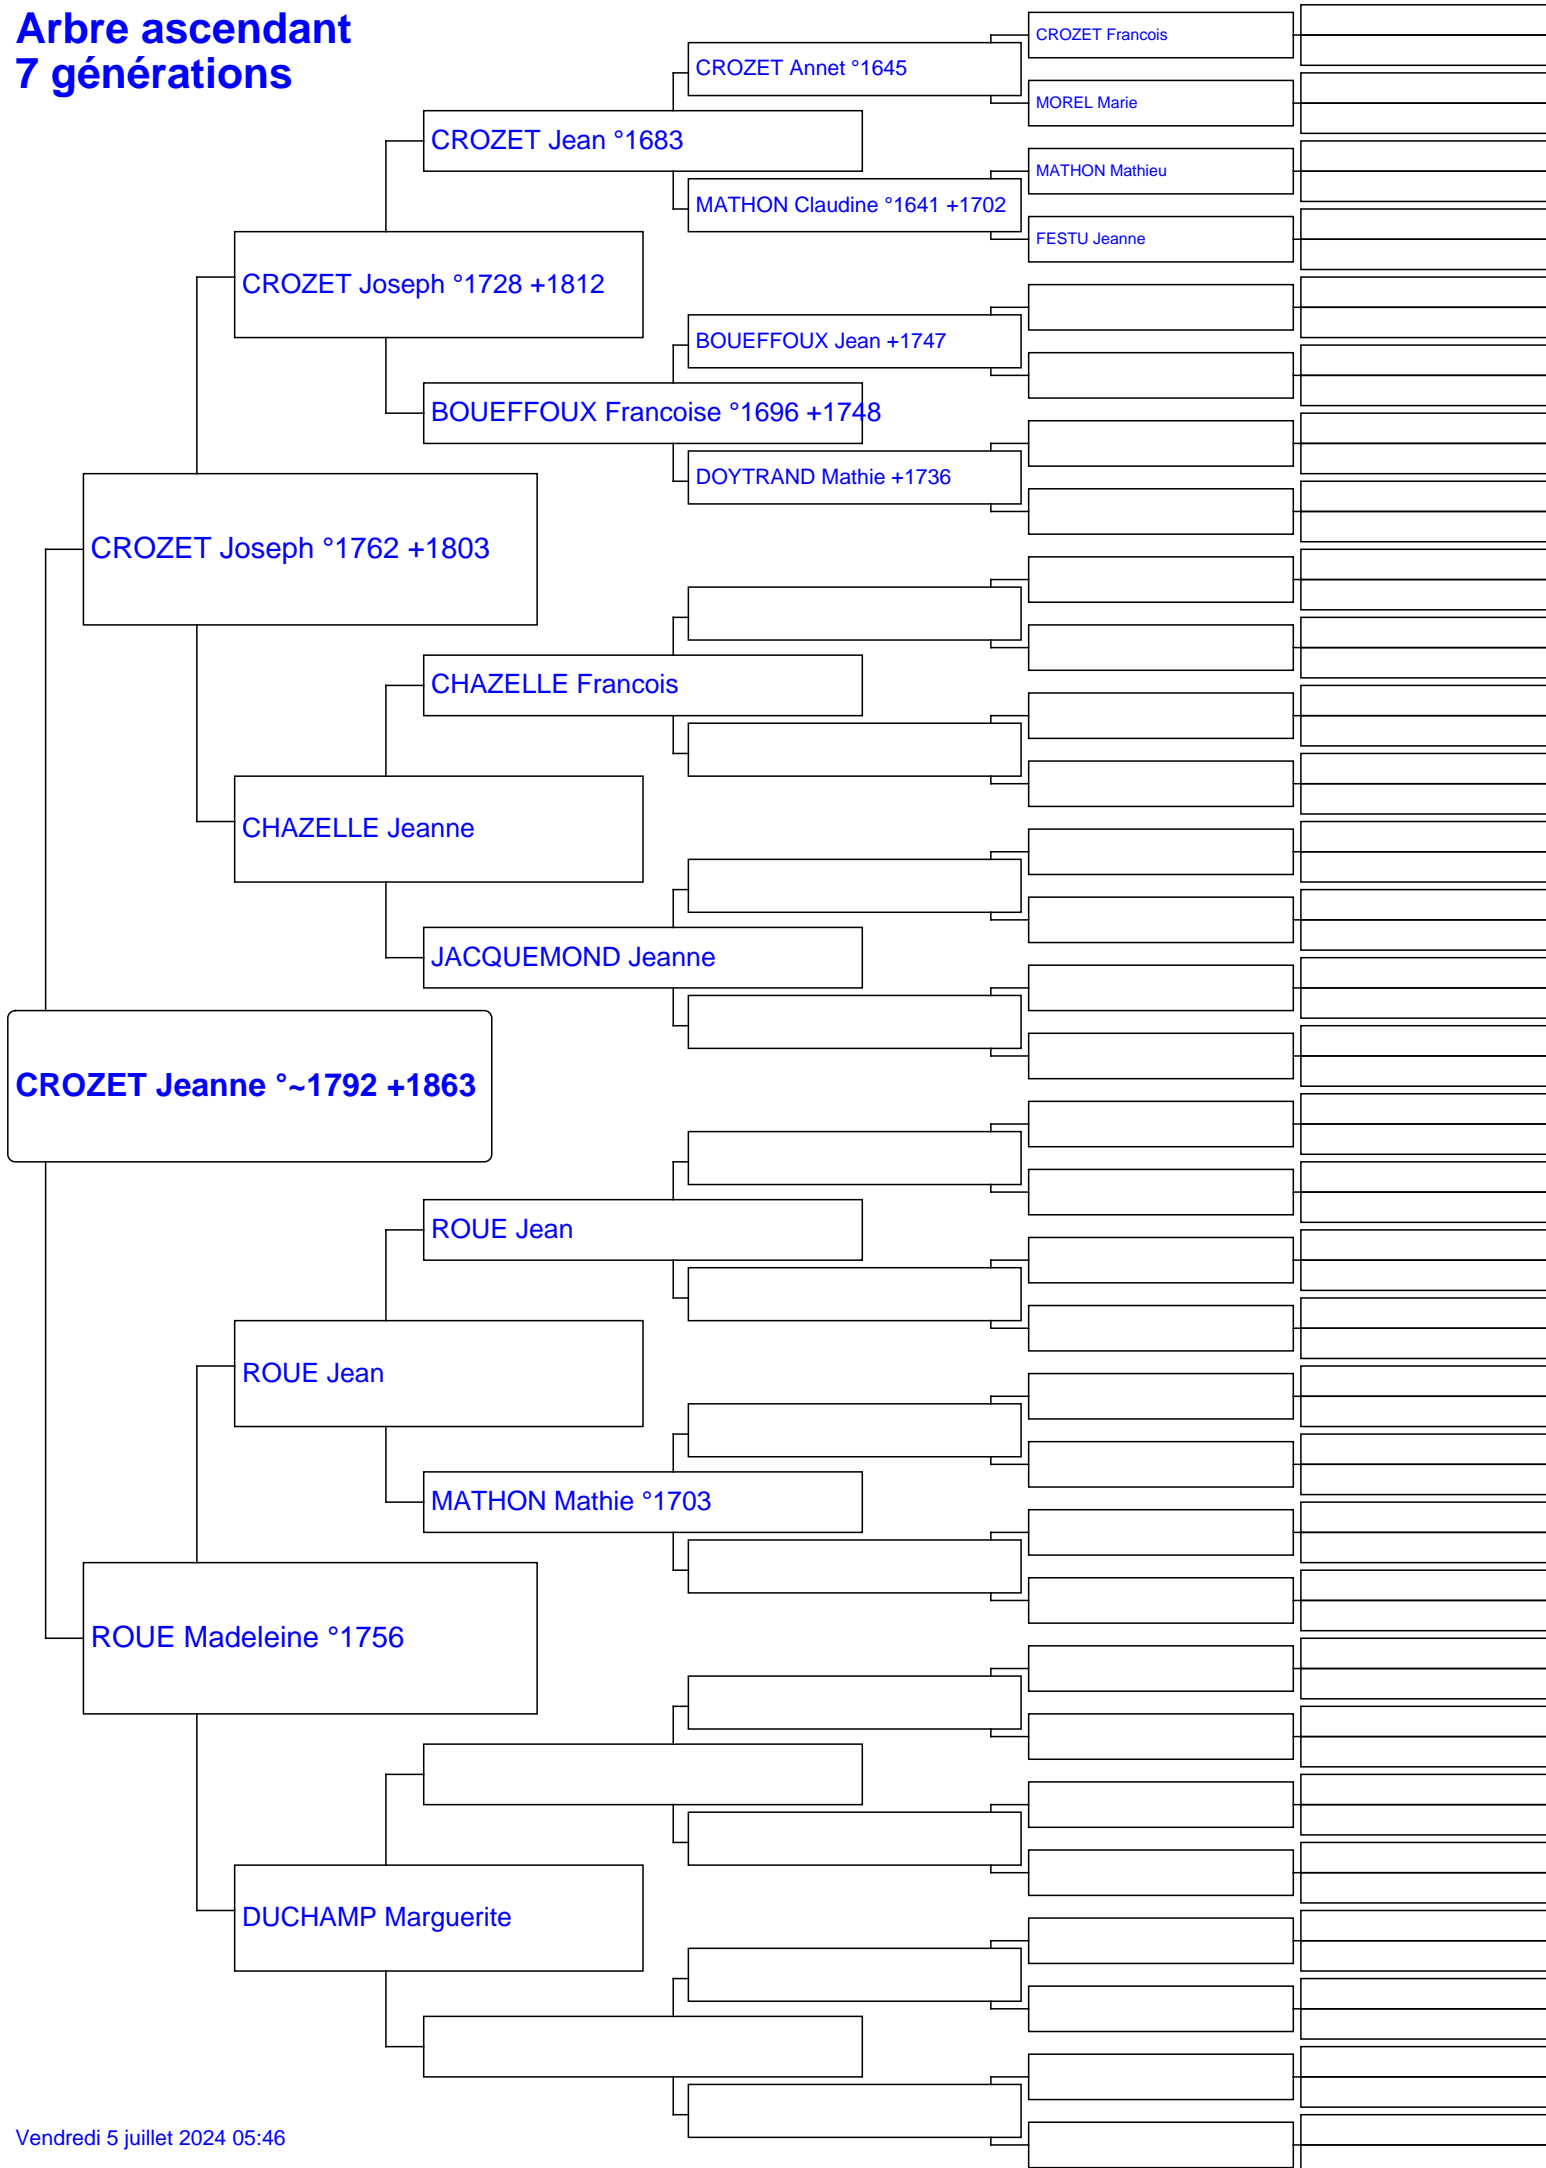 Arbre ascendant
7 générations
CROZET Francois
CROZET Annet °1645
MOREL Marie
CROZET Jean °1683
MATHON Mathieu
MATHON Claudine °1641 +1702
FESTU Jeanne
CROZET Joseph °1728 +1812
BOUEFFOUX Jean +1747
BOUEFFOUX Francoise °1696 +1748
DOYTRAND Mathie +1736
CROZET Joseph °1762 +1803
CHAZELLE Francois
CHAZELLE Jeanne
JACQUEMOND Jeanne
CROZET Jeanne °~1792 +1863
ROUE Jean
ROUE Jean
MATHON Mathie °1703
ROUE Madeleine °1756
DUCHAMP Marguerite
Vendredi 5 juillet 2024 05:46